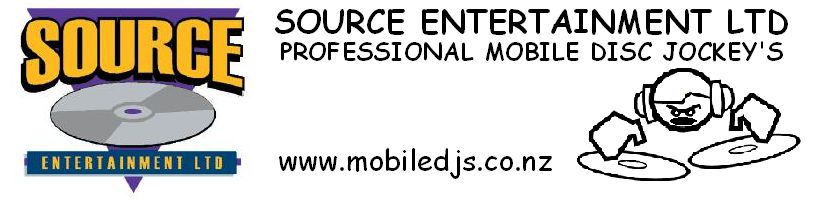 SOURCE
ENTERTAINMENT LTD
SOURCE ENTERTAINMENT LTD
PROFESSIONAL MOBILE DISC JOCKEY'S
www.mobiledjs.co.nz